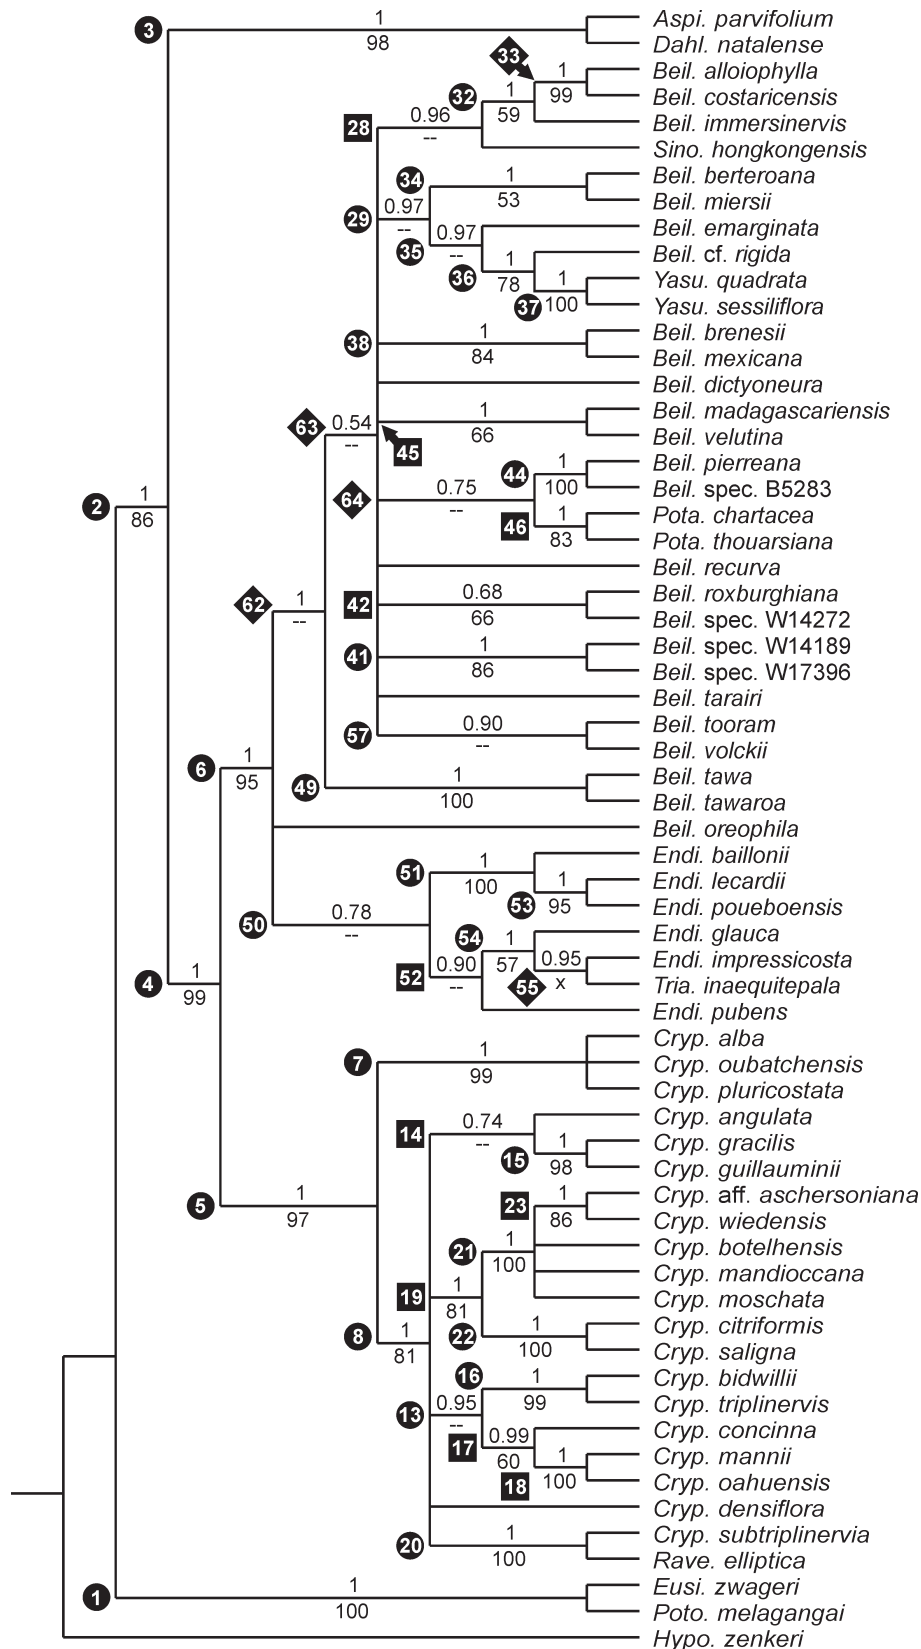 3 1 Aspi. parvifolium
98 Dahl. natalense
33 1 Beil. alloiophylla
32 1 99 Beil. costaricensis
28 0.96 59 Beil. immersinervis
-- Sino. hongkongensis
34 1 Beil. berteroana
0.97 53 Beil. miersii
29 -- 0.97 Beil. emarginata
35 -- 1 Beil. cf. rigida
36 78 1 Yasu. quadrata
37 100 Yasu. sessiliflora
38 1 Beil. brenesii
84 Beil. mexicana
Beil. dictyoneura
63 0.54 1 Beil. madagascariensis
-- 45 66 Beil. velutina
44 1 Beil. pierreana
64 0.75 100 Beil. spec. B5283
2 1 -- 46 1 Pota. chartacea
86 83 Pota. thouarsiana
Beil. recurva
62 1 42 0.68 Beil. roxburghiana
-- 66 Beil. spec. W14272
41 1 Beil. spec. W14189
86 Beil. spec. W17396
Beil. tarairi
57 0.90 Beil. tooram
-- Beil. volckii
6 1 49 1 Beil. tawa
95 100 Beil. tawaroa
Beil. oreophila
51 1 Endi. baillonii
100 1 Endi. lecardii
50 0.78 53 95 Endi. poueboensis
-- 54 1 Endi. glauca
52 0.90 57 0.95 Endi. impressicosta
4 1 -- 55 x Tria. inaequitepala
99 Endi. pubens
Cryp. alba
7 1 Cryp. oubatchensis
99 Cryp. pluricostata
14 0.74 Cryp. angulata
-- 15 1 Cryp. gracilis
98 Cryp. guillauminii
5 1 23 1 Cryp. aff. aschersoniana
97 86 Cryp. wiedensis
21 1 Cryp. botelhensis
100 Cryp. mandioccana
19 1 Cryp. moschata
8 1 81 22 1 Cryp. citriformis
81 100 Cryp. saligna
16 1 Cryp. bidwillii
13 0.95 99 Cryp. triplinervis
-- 17 0.99 Cryp. concinna
60 1 Cryp. mannii
18 100 Cryp. oahuensis
Cryp. densiflora
20 1 Cryp. subtriplinervia
100 Rave. elliptica
1 1 Eusi. zwageri
100 Poto. melagangai
Hypo. zenkeri